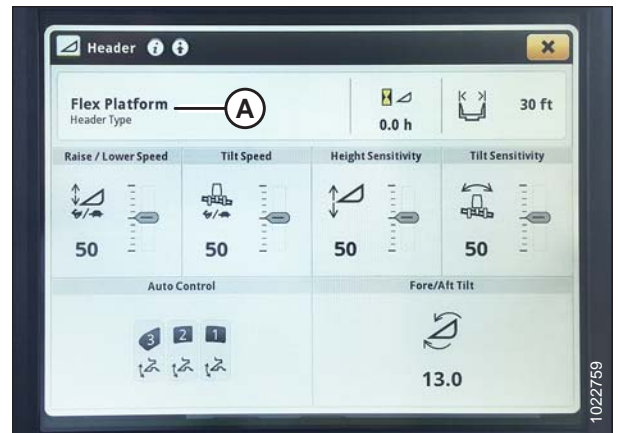 Header
Flex Platform
A
Header Type
0.0 h
30 ft
Raise / Lower Speed
Tilt Speed
Height Sensitivity
Tilt Sensitivity
50
50
50
50
Auto Control
Fore/Aft Tilt
3 2 1
13.0
1022759